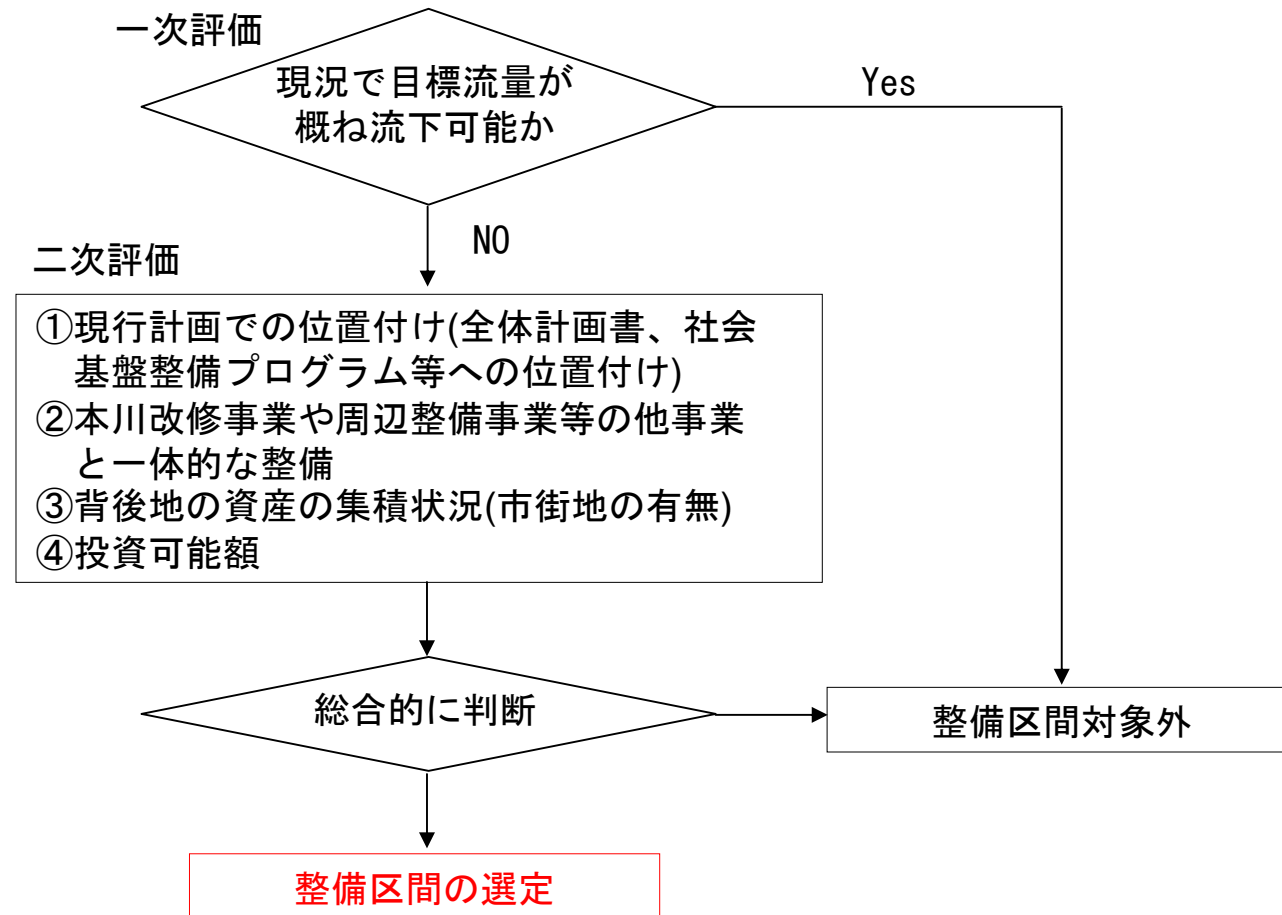 一次評価
現況で目標流量が
概ね流下可能か
Yes
NO
二次評価
①現行計画での位置付け(全体計画書、社会
基盤整備プログラム等への位置付け)
②本川改修事業や周辺整備事業等の他事業
と一体的な整備
③背後地の資産の集積状況(市街地の有無)
④投資可能額
総合的に判断
整備区間対象外
整備区間の選定